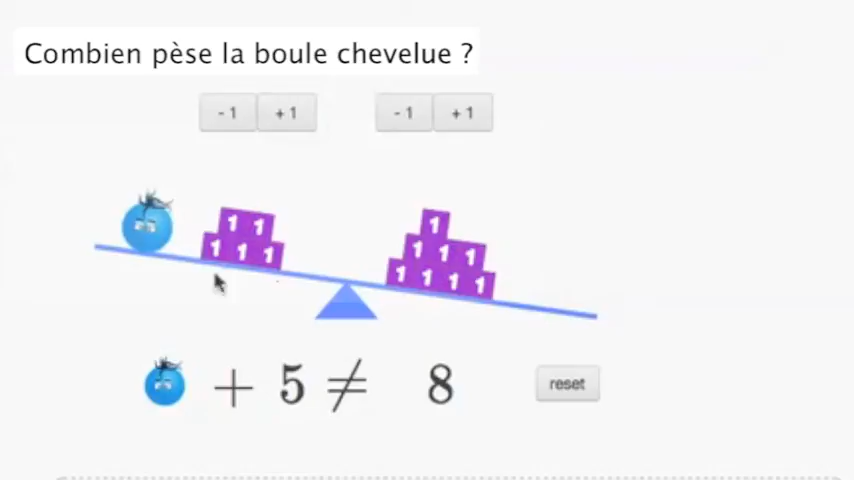 Combien pèse la boule chevelue ?
- 1 + 1 - 1 + 1
1 1 1
1 1 1 1 1 1
1 1 1 1
+ 5 ≠ 8 reset